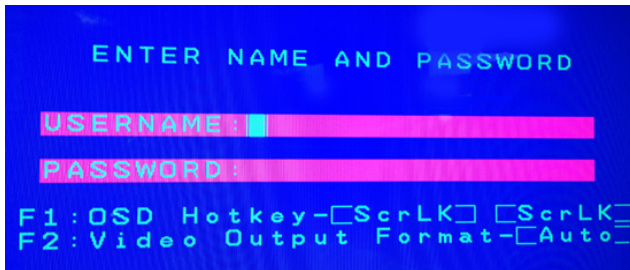 ENTER NAME AND PASSWORD
USERNAME:
PASSWORD:
F1:OSD Hotkey-[ScrLK] [ScrLK]
F2:Video Output Format-[Auto]